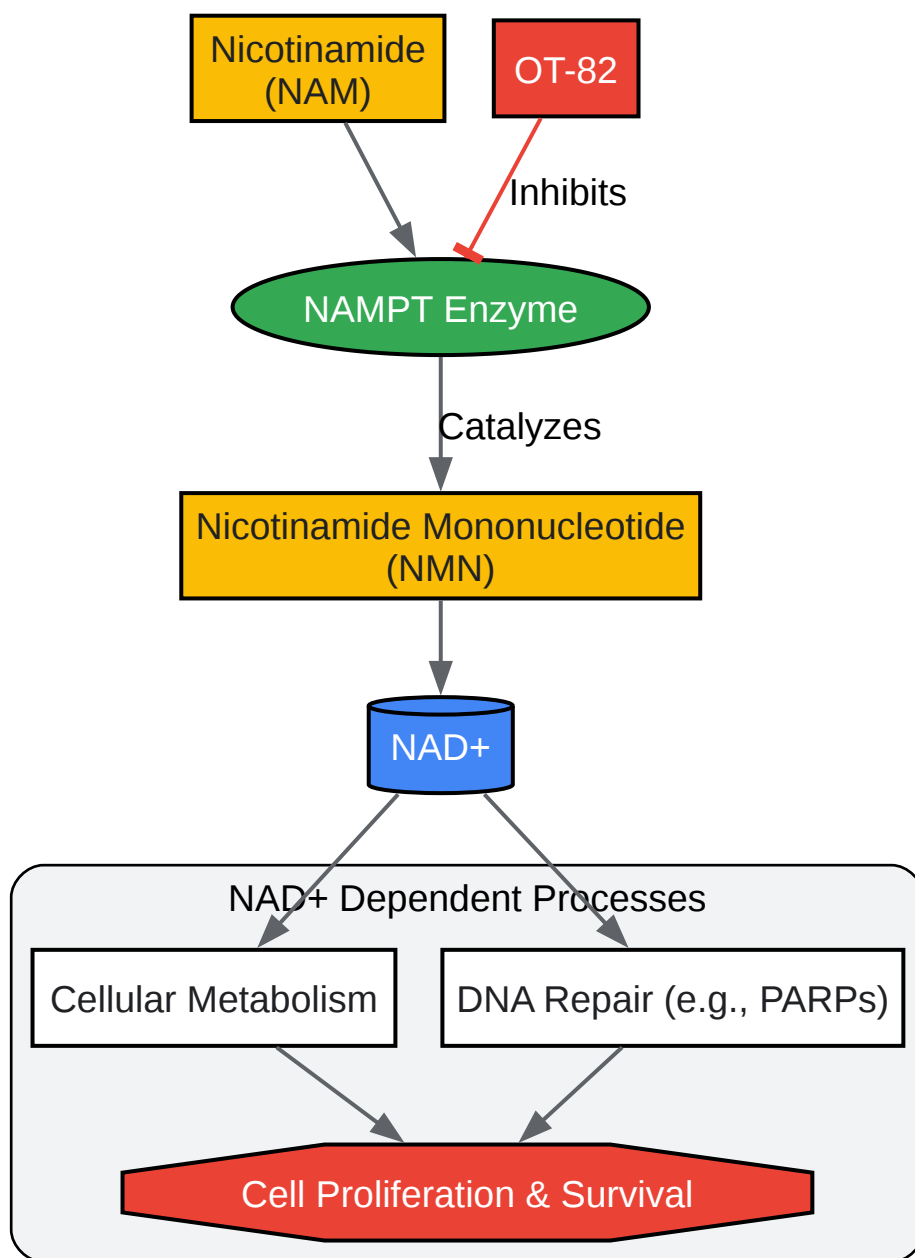 Nicotinamide
(NAM)
OT-82
Inhibits
NAMPT Enzyme
Catalyzes
Nicotinamide Mononucleotide
(NMN)
NAD+
NAD+ Dependent Processes
Cellular Metabolism
DNA Repair (e.g., PARPs)
Cell Proliferation & Survival